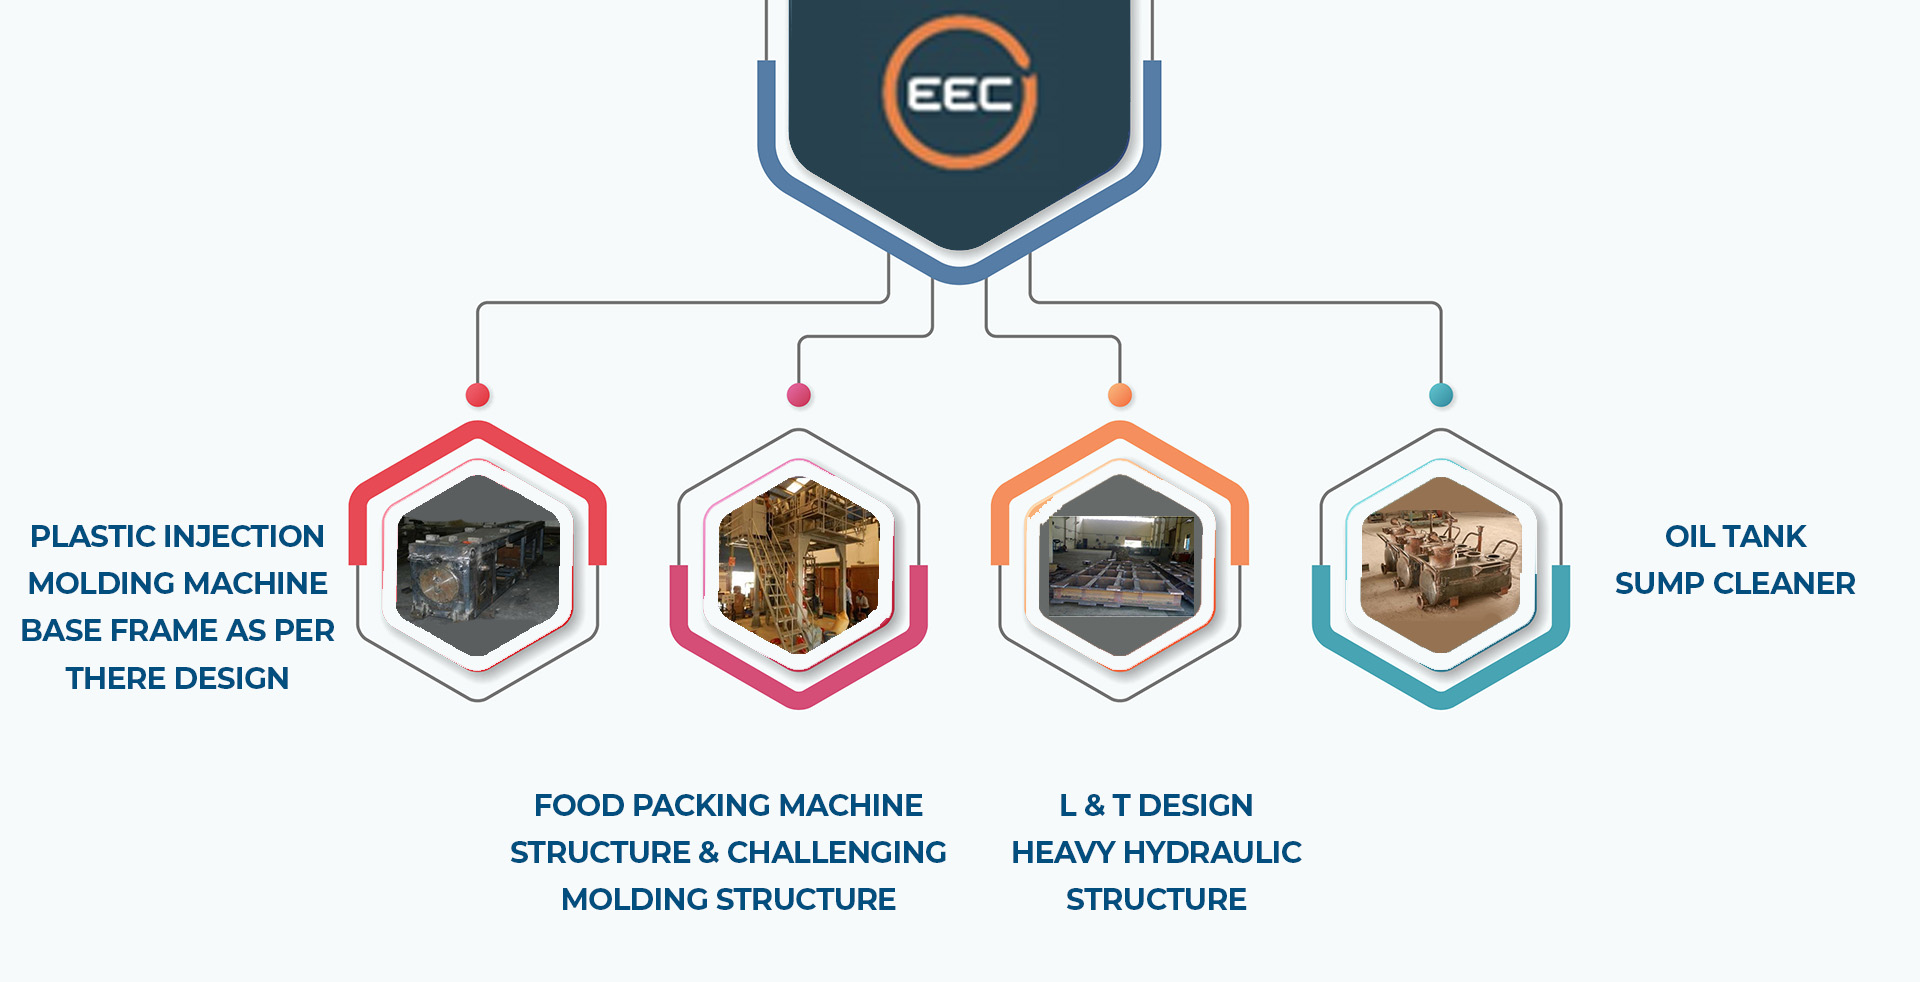 EEC
PLASTIC INJECTION
MOLDING MACHINE
BASE FRAME AS PER
THERE DESIGN
FOOD PACKING MACHINE
STRUCTURE & CHALLENGING
MOLDING STRUCTURE
L & T DESIGN
HEAVY HYDRAULIC
STRUCTURE
OIL TANK
SUMP CLEANER